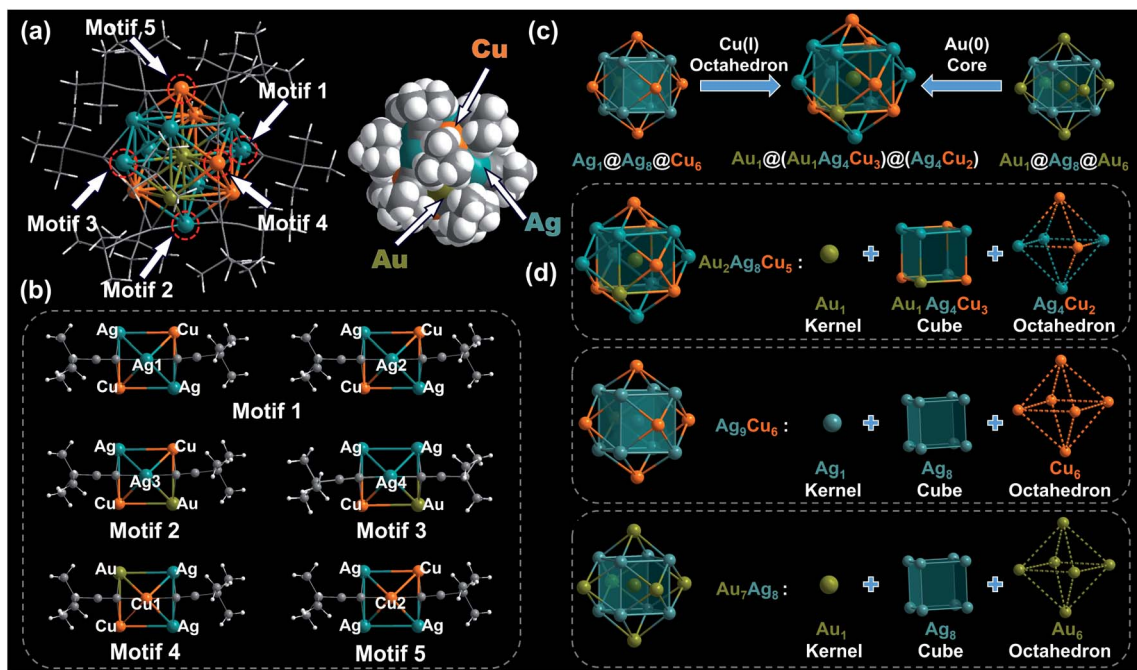 (a)
Motif 5
Motif 1
Motif 3
Motif 4
Motif 2
Cu
Au
Ag
(b)
Ag Cu
Ag1
Cu Ag
Ag Cu
Ag2
Cu Ag
Motif 1
Ag Cu
Ag3
Cu Au
Motif 2
Ag Ag
Ag4
Cu Au
Motif 3
Au Ag
Cu1
Cu Ag
Motif 4
Ag Cu
Cu2
Ag Ag
Motif 5
(c)
Cu(I)
Octahedron
Au(0)
Core
Ag₁@Ag₈@Cu₆
Au₁@(Au₁Ag₄Cu₃)@(Ag₄Cu₂)
Au₁@Ag₈@Au₆
(d)
Au₂Ag₈Cu₅ : + +
Au₁ Au₁ Ag₄Cu₃ Ag₄Cu₂
Kernel Cube Octahedron
Ag₉Cu₆ : + +
Ag₁ Ag₈ Cu₆
Kernel Cube Octahedron
Au₇Ag₈ : + +
Au₁ Ag₈ Au₆
Kernel Cube Octahedron